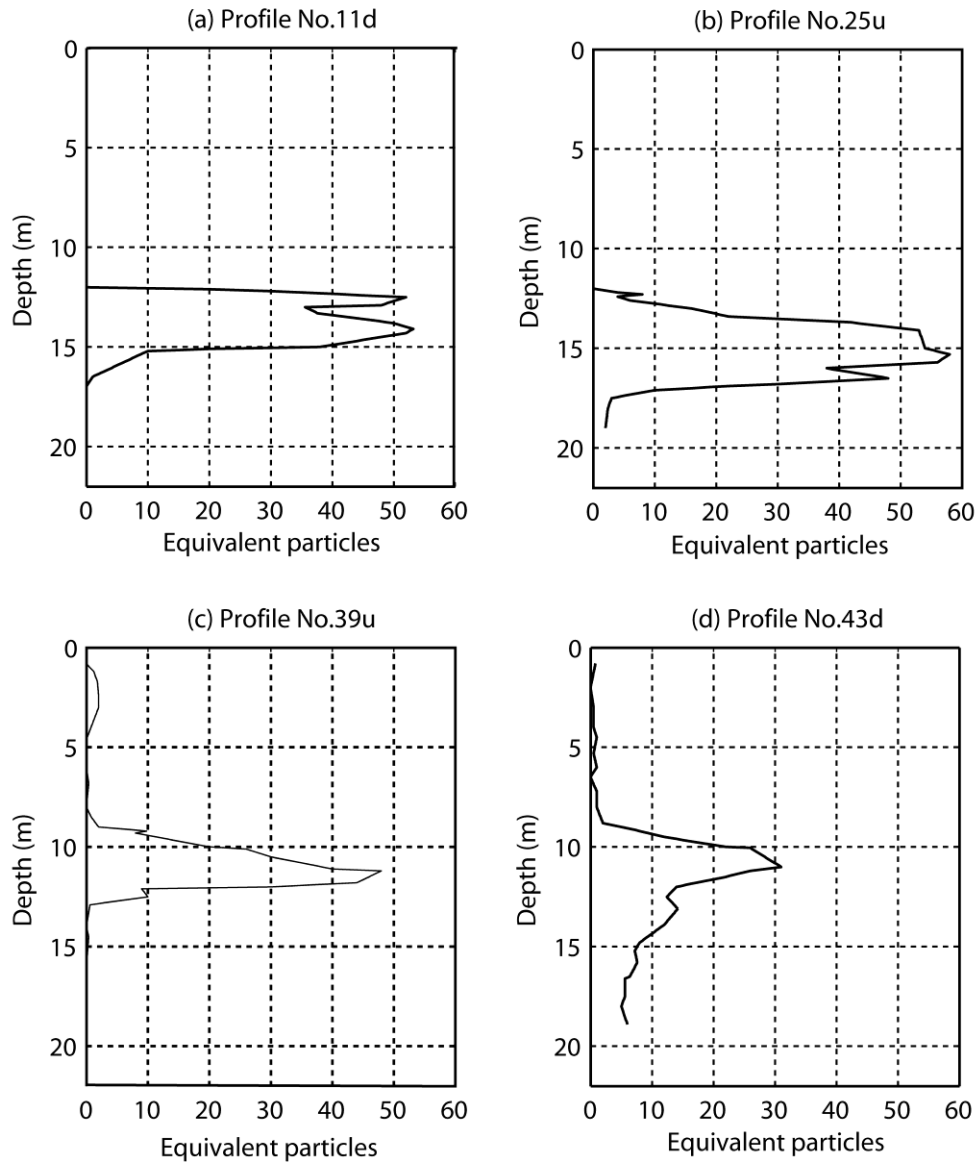 (a) Profile No.11d
0
5
10
15
20
Depth (m)
0 10 20 30 40 50 60
Equivalent particles
(b) Profile No.25u
0
5
10
15
20
Depth (m)
0 10 20 30 40 50 60
Equivalent particles
(c) Profile No.39u
0
5
10
15
20
Depth (m)
0 10 20 30 40 50 60
Equivalent particles
(d) Profile No.43d
0
5
10
15
20
Depth (m)
0 10 20 30 40 50 60
Equivalent particles